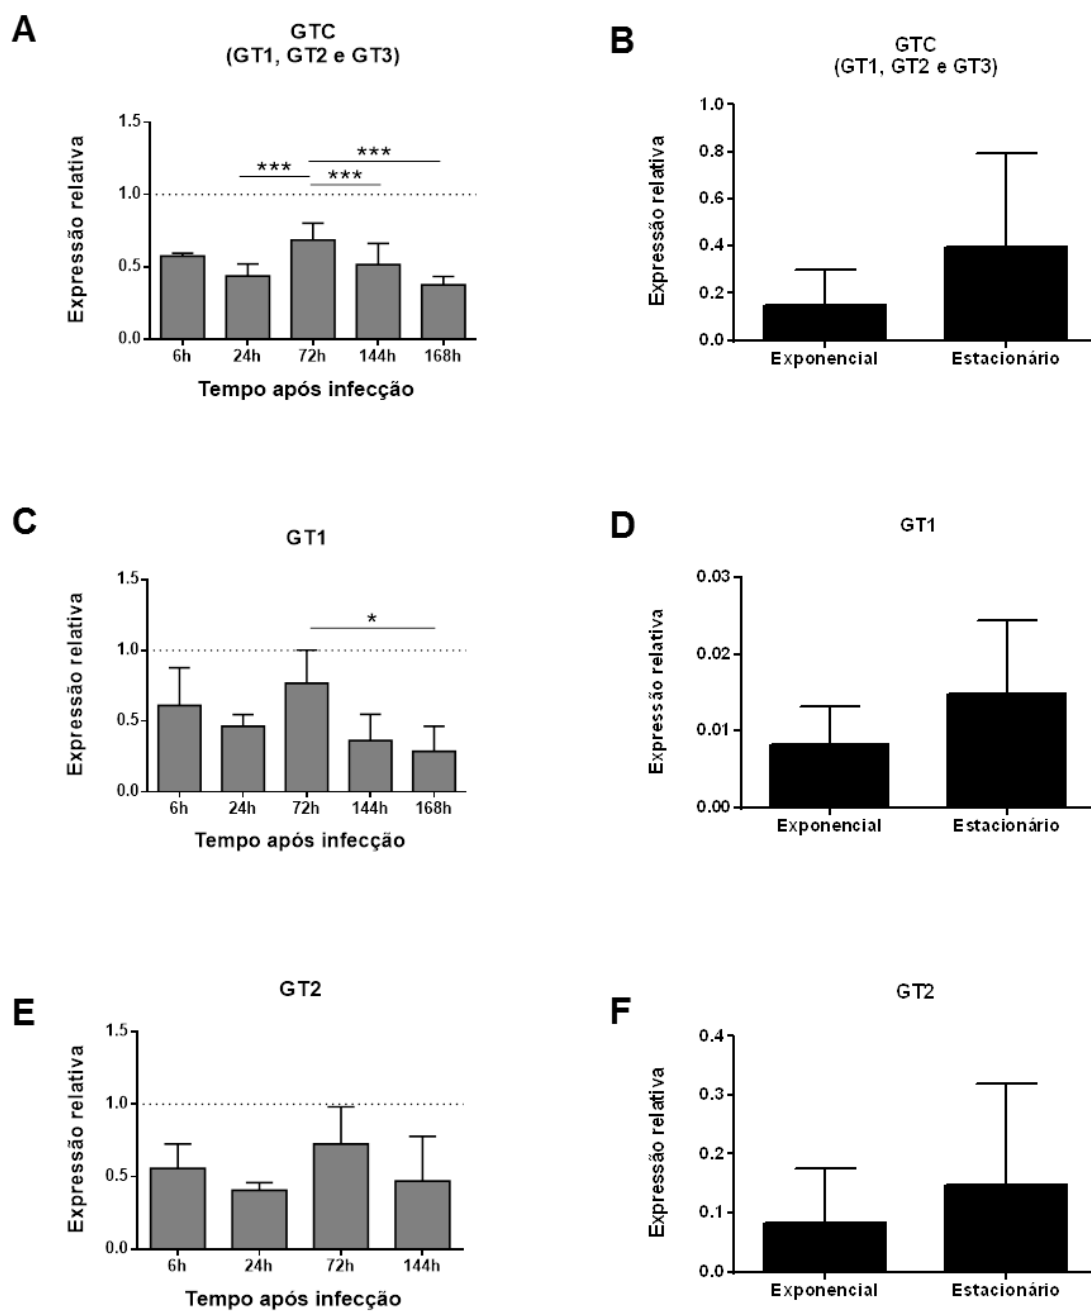 A
GTC
(GT1, GT2 e GT3)
Expressão relativa
1.5
1.0
0.5
0.0
***
***
***
6h 24h 72h 144h 168h
Tempo após infecção
B
GTC
(GT1, GT2 e GT3)
Expressão relativa
1.0
0.8
0.6
0.4
0.2
0.0
Exponencial Estacionário
C
GT1
Expressão relativa
1.5
1.0
0.5
0.0
*
6h 24h 72h 144h 168h
Tempo após infecção
D
GT1
Expressão relativa
0.03
0.02
0.01
0.00
Exponencial Estacionário
E
GT2
Expressão relativa
1.5
1.0
0.5
0.0
6h 24h 72h 144h
Tempo após infecção
F
GT2
Expressão relativa
0.4
0.3
0.2
0.1
0.0
Exponencial Estacionário